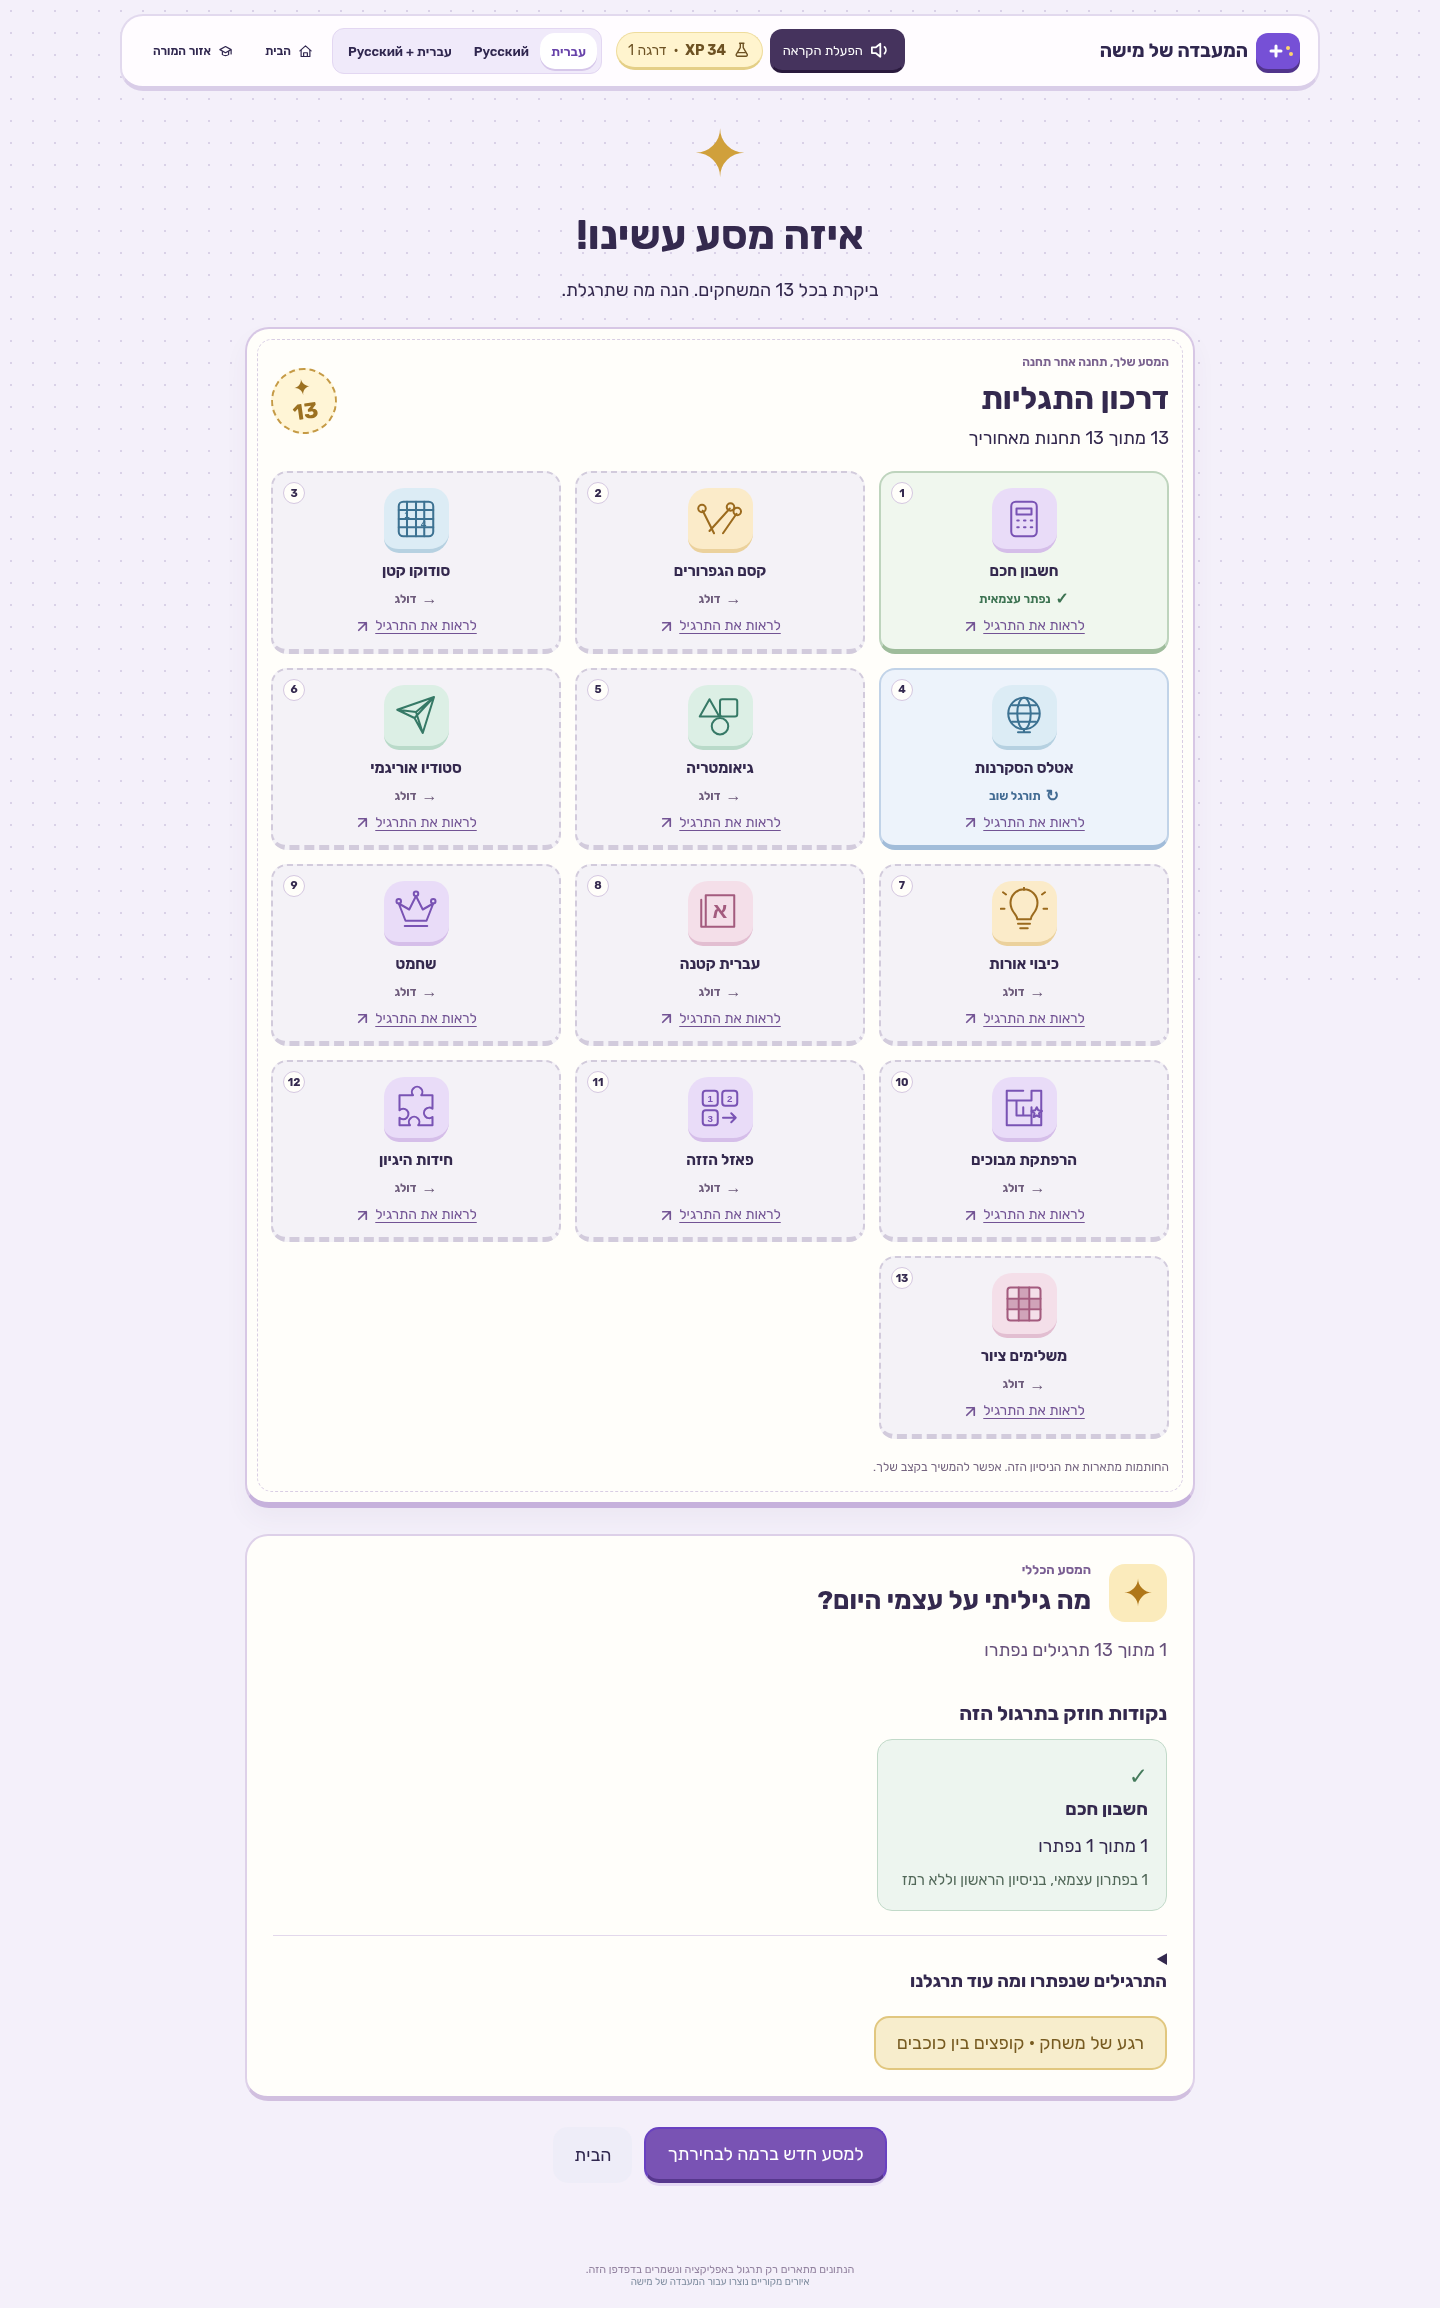 המעבדה של מישה
הפעלת הקראה
34 XP • דרגה 1
עברית
Русский
עברית + Русский
הבית
אזור המורה
איזה מסע עשינו!
ביקרת בכל 13 המשחקים. הנה מה שתרגלת.
המסע שלך, תחנה אחר תחנה
דרכון התגליות
13 מתוך 13 תחנות מאחוריך
✦
13
1
חשבון חכם
✓ נפתר עצמאית
לראות את התרגיל
2
קסם הגפרורים
→ דולג
לראות את התרגיל
3
סודוקו קטן
→ דולג
לראות את התרגיל
4
אטלס הסקרנות
↻ תורגל שוב
לראות את התרגיל
5
גיאומטריה
→ דולג
לראות את התרגיל
6
סטודיו אוריגמי
→ דולג
לראות את התרגיל
7
כיבוי אורות
→ דולג
לראות את התרגיל
8
א
עברית קטנה
→ דולג
לראות את התרגיל
9
שחמט
→ דולג
לראות את התרגיל
10
הרפתקת מבוכים
→ דולג
לראות את התרגיל
11
1 2
3
פאזל הזזה
→ דולג
לראות את התרגיל
12
חידות היגיון
→ דולג
לראות את התרגיל
13
משלימים ציור
→ דולג
לראות את התרגיל
החותמות מתארות את הניסיון הזה. אפשר להמשיך בקצב שלך.
המסע הכללי
מה גיליתי על עצמי היום?
1 מתוך 13 תרגילים נפתרו
נקודות חוזק בתרגול הזה
✓
חשבון חכם
1 מתוך 1 נפתרו
1 בפתרון עצמאי, בניסיון הראשון וללא רמז
התרגילים שנפתרו ומה עוד תרגלנו
רגע של משחק • קופצים בין כוכבים
למסע חדש ברמה לבחירתך
הבית
הנתונים מתארים רק תרגול באפליקציה ונשמרים בדפדפן הזה.
איורים מקוריים נוצרו עבור המעבדה של מישה